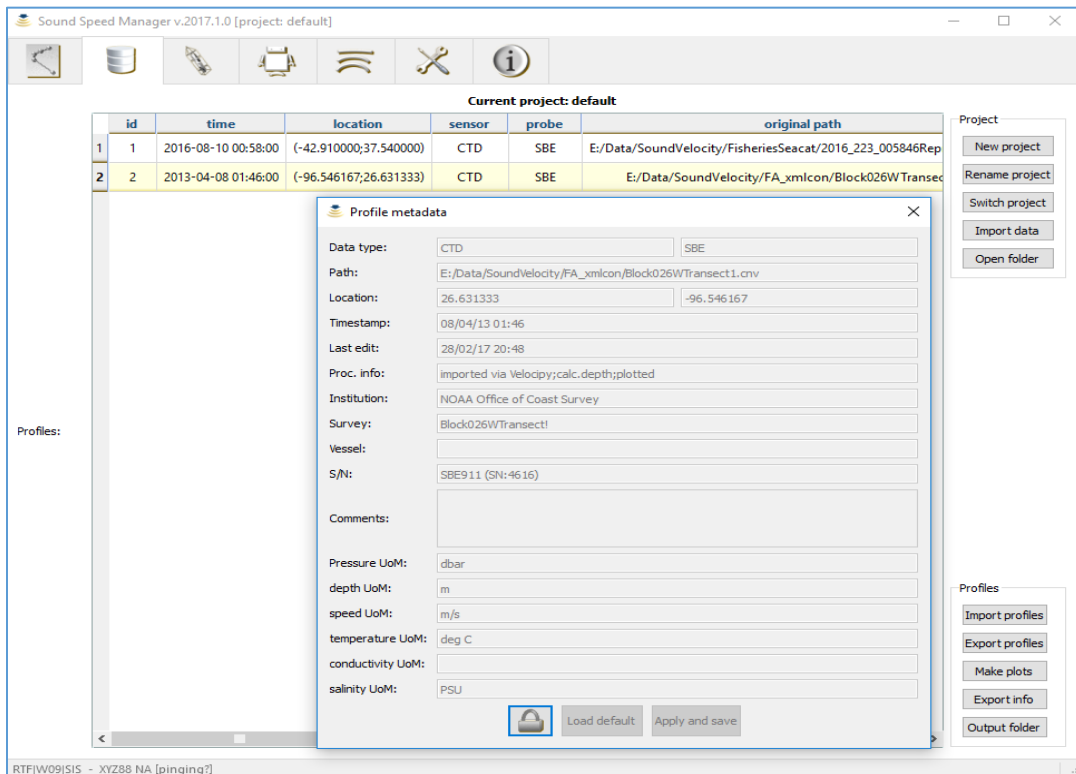 Sound Speed Manager v.2017.1.0 [project: default]
Current project: default
id time location sensor probe original path
1 1 2016-08-10 00:58:00 (-42.910000;37.540000) CTD SBE E:/Data/SoundVelocity/FisheriesSeacat/2016_223_005846Rep
2 2 2013-04-08 01:46:00 (-96.546167;26.631333) CTD SBE E:/Data/SoundVelocity/FA_xmlcon/Block026WTransec
Project
New project
Rename project
Switch project
Import data
Open folder
Profiles:
Profile metadata
Data type: CTD SBE
Path: E:/Data/SoundVelocity/FA_xmlcon/Block026WTransect1.cnv
Location: 26.631333 -96.546167
Timestamp: 08/04/13 01:46
Last edit: 28/02/17 20:48
Proc. info: imported via Velocipy;calc.depth;plotted
Institution: NOAA Office of Coast Survey
Survey: Block026WTransect!
Vessel:
S/N: SBE911 (SN:4616)
Comments:
Pressure UoM: dbar
depth UoM: m
speed UoM: m/s
temperature UoM: deg C
conductivity UoM:
salinity UoM: PSU
Load default Apply and save
Profiles
Import profiles
Export profiles
Make plots
Export info
Output folder
RTF|W09|SIS - XYZ88 NA [pinging?]